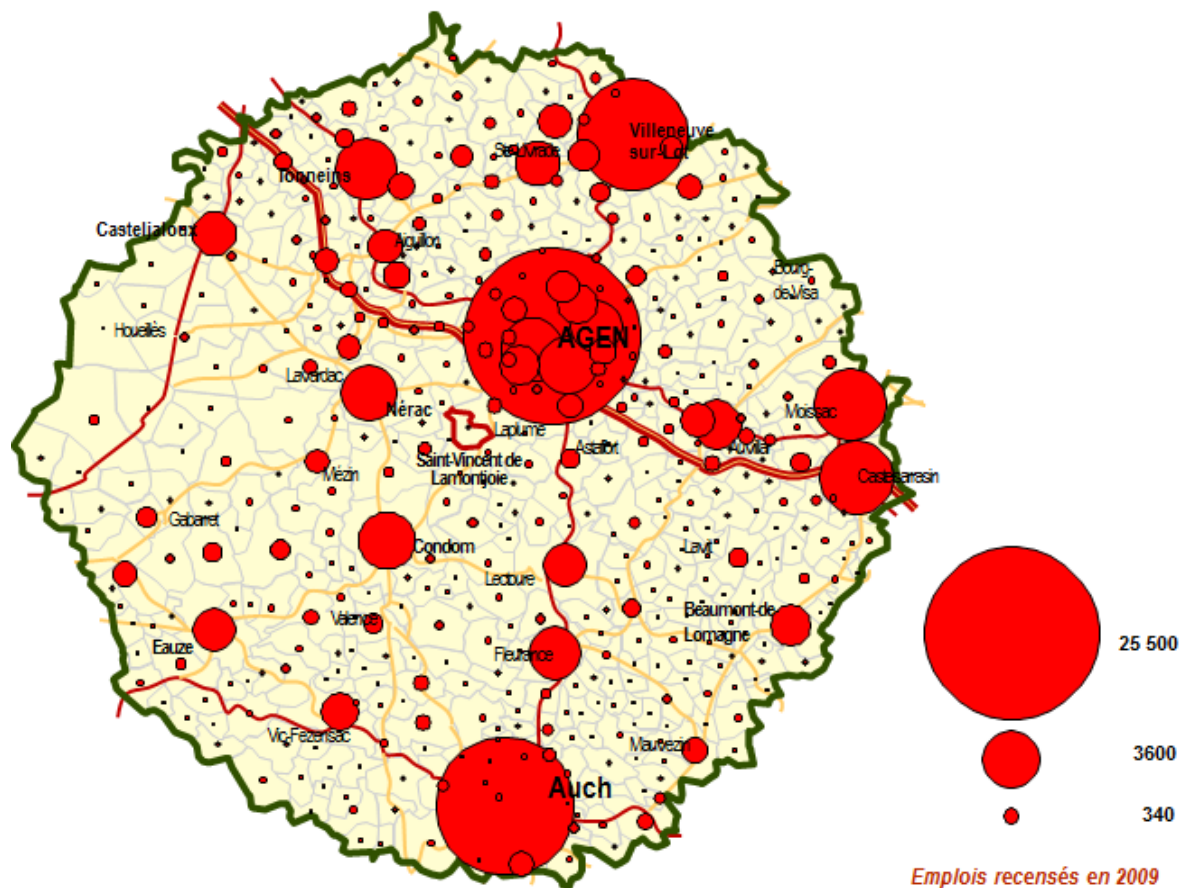 Villeneuve
sur-Lot
Ste-Livrade
Tonneins
Casteljaloux
Aiguillon
Bourg-
de-Visa
Houeillès
AGEN
Lavardac
Nérac
Laplume
Moissac
Astaffort
Auvillar
Saint-Vincent de
Lamontjoie
Mézin
Castelsarrasin
Gabarret
Condom
Lavit
Lectoure
Beaumont-de-
Lomagne
Valence
Eauze
Fleurance
25 500
Vic-Fezensac
Mauvezin
3600
Auch
340
Emplois recensés en 2009